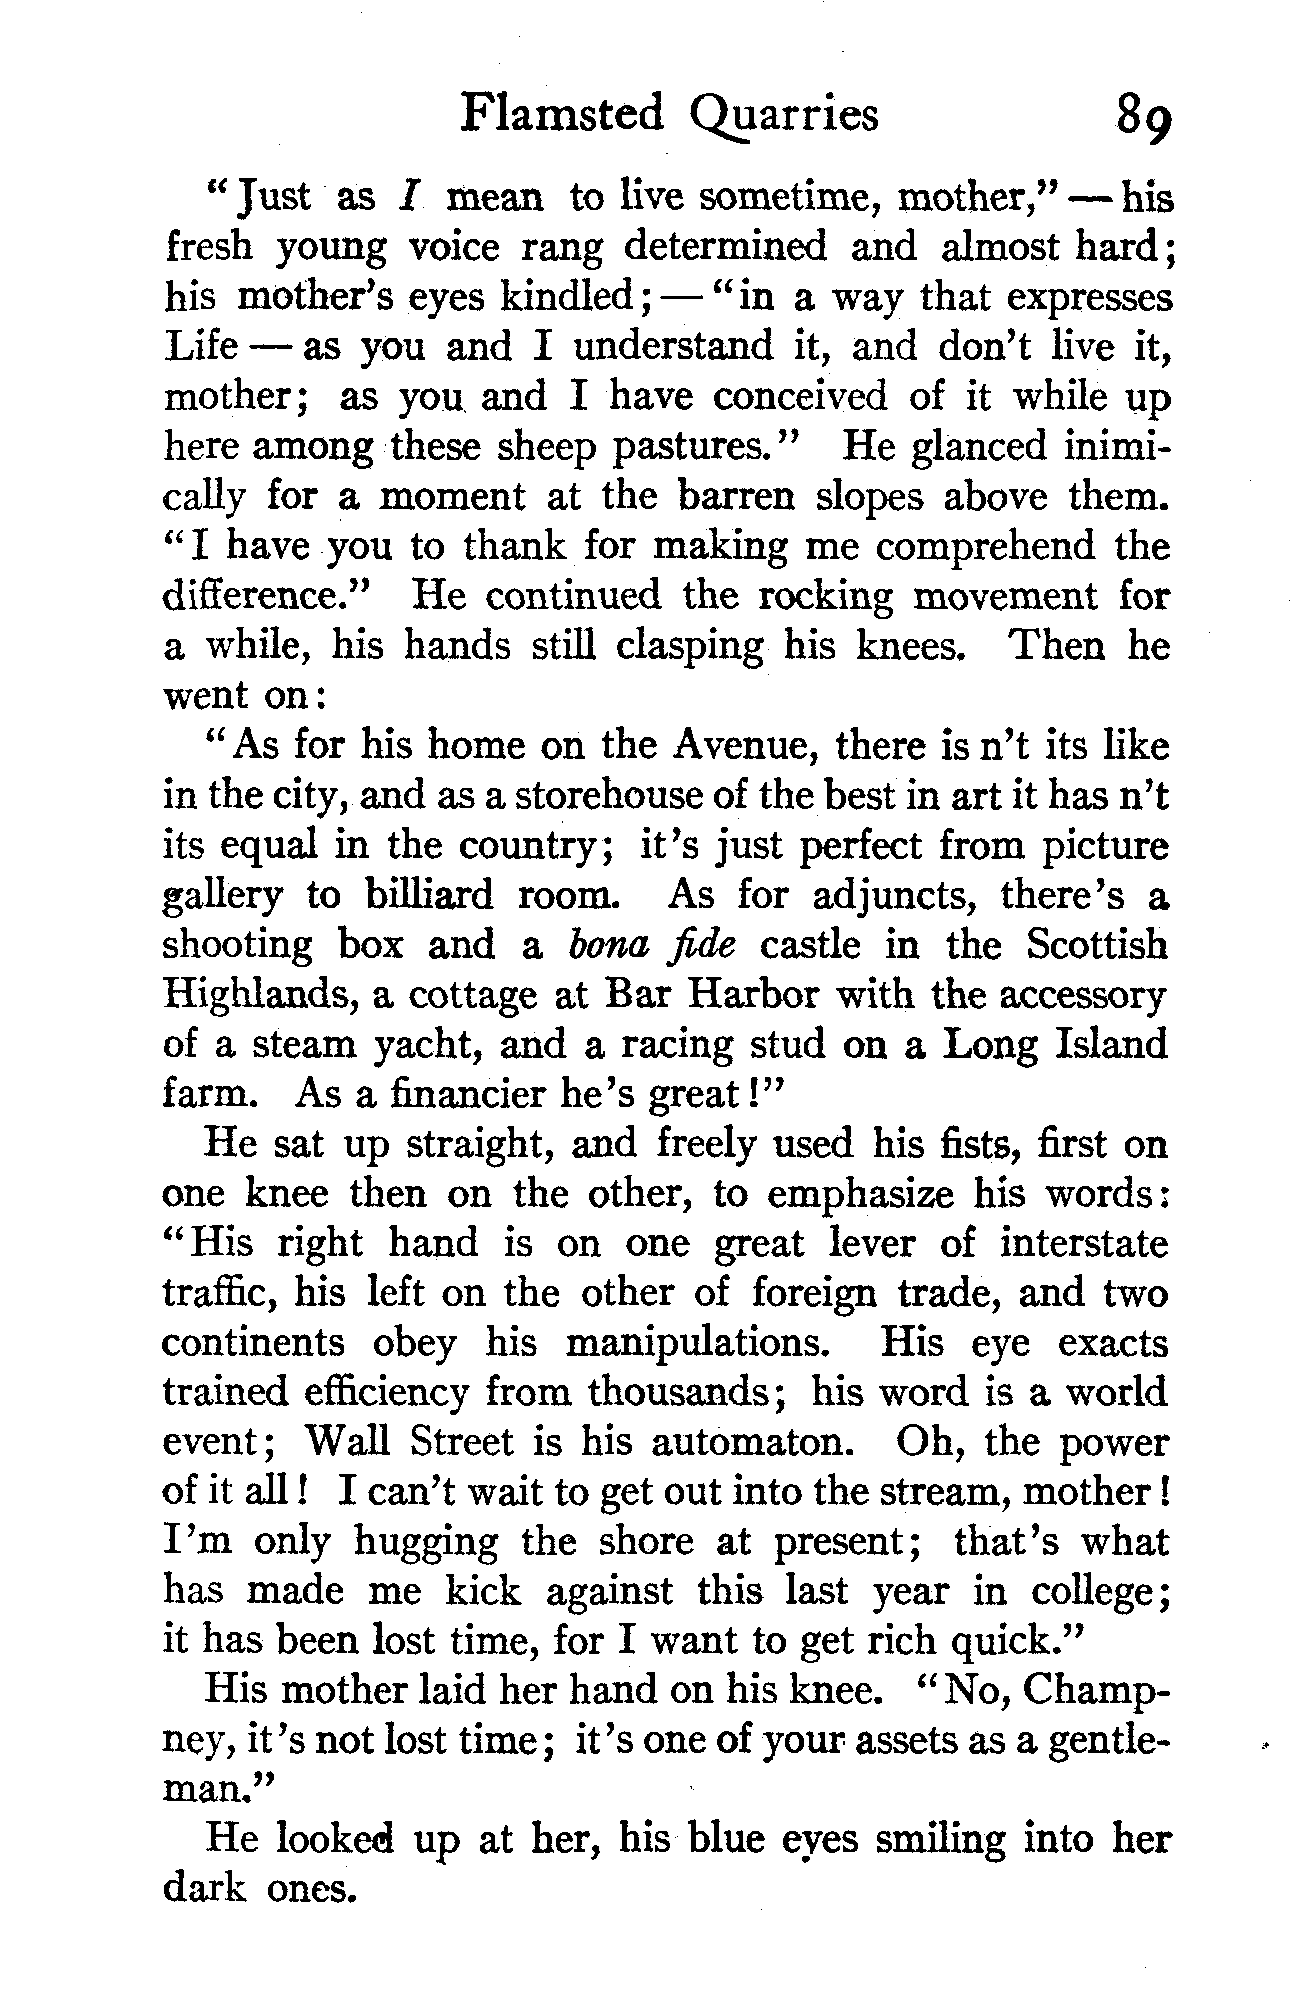 Flamsted Quarries 89
"Just as I mean to live sometime, mother," — his
fresh young voice rang determined and almost hard;
his mother's eyes kindled; — "in a way that expresses
Life — as you and I understand it, and don't live it,
mother; as you and I have conceived of it while up
here among these sheep pastures." He glanced inimi-
cally for a moment at the barren slopes above them.
"I have you to thank for making me comprehend the
difference." He continued the rocking movement for
a while, his hands still clasping his knees. Then he
went on:
"As for his home on the Avenue, there is n't its like
in the city, and as a storehouse of the best in art it has n't
its equal in the country; it's just perfect from picture
gallery to billiard room. As for adjuncts, there's a
shooting box and a bona fide castle in the Scottish
Highlands, a cottage at Bar Harbor with the accessory
of a steam yacht, and a racing stud on a Long Island
farm. As a financier he's great!"
He sat up straight, and freely used his fists, first on
one knee then on the other, to emphasize his words:
"His right hand is on one great lever of interstate
traffic, his left on the other of foreign trade, and two
continents obey his manipulations. His eye exacts
trained efficiency from thousands; his word is a world
event; Wall Street is his automaton. Oh, the power
of it all! I can't wait to get out into the stream, mother!
I'm only hugging the shore at present; that's what
has made me kick against this last year in college;
it has been lost time, for I want to get rich quick."
His mother laid her hand on his knee. "No, Champ-
ney, it's not lost time; it's one of your assets as a gentle-
man."
He looked up at her, his blue eyes smiling into her
dark ones.